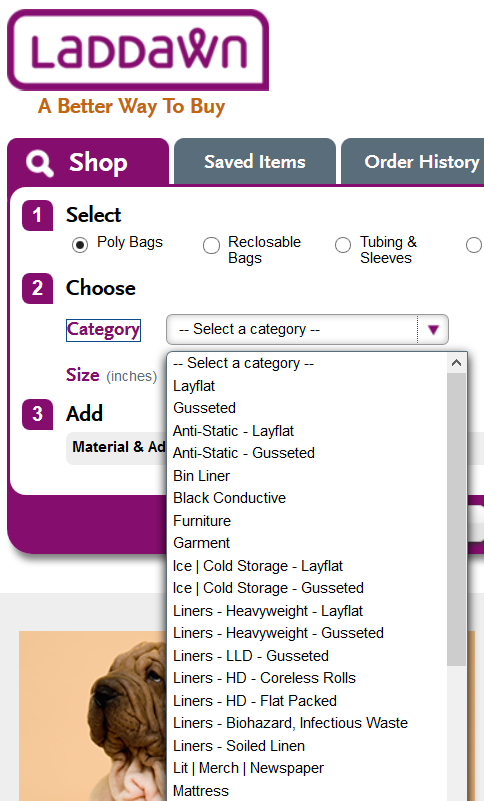 Laddawn
A Better Way To Buy
Shop
Saved Items
Order History
1 Select
Poly Bags
Reclosable
Bags
Tubing &
Sleeves
2 Choose
Category
-- Select a category --
Size (inches)
3 Add
Material & Ad
-- Select a category --
Layflat
Gusseted
Anti-Static - Layflat
Anti-Static - Gusseted
Bin Liner
Black Conductive
Furniture
Garment
Ice | Cold Storage - Layflat
Ice | Cold Storage - Gusseted
Liners - Heavyweight - Layflat
Liners - Heavyweight - Gusseted
Liners - LLD - Gusseted
Liners - HD - Coreless Rolls
Liners - HD - Flat Packed
Liners - Biohazard, Infectious Waste
Liners - Soiled Linen
Lit | Merch | Newspaper
Mattress